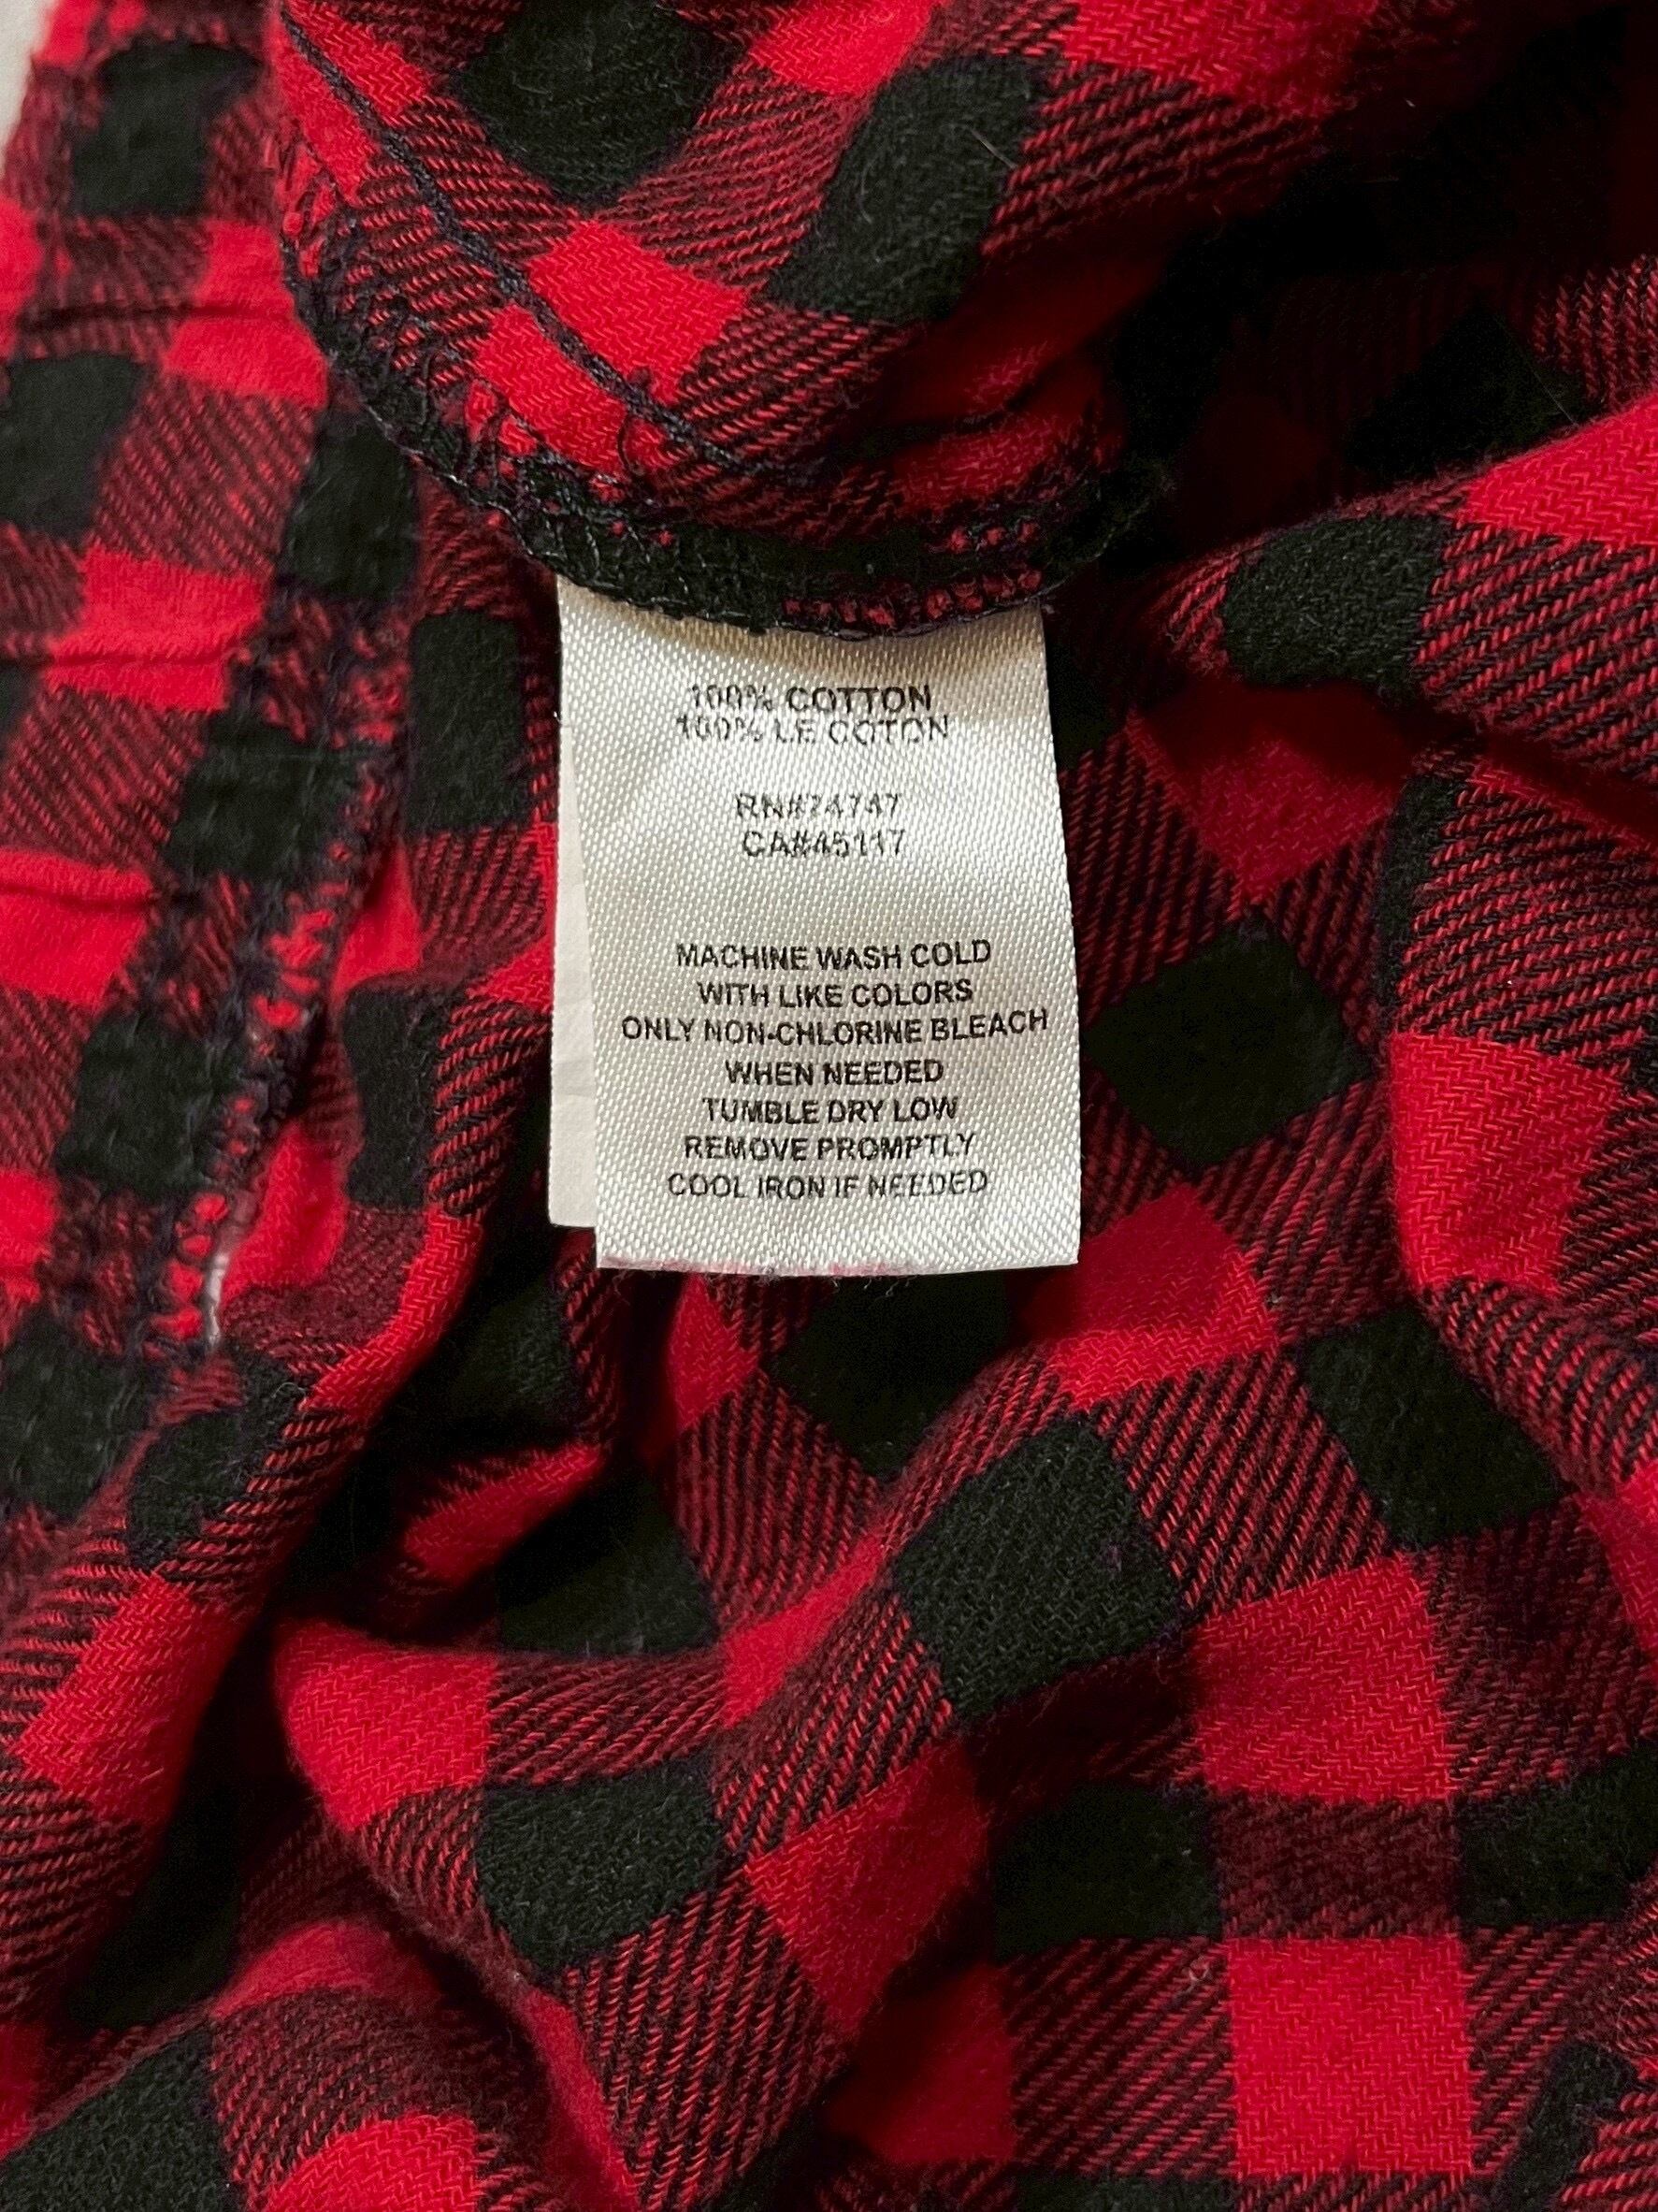 100% COTTON
100% LE COTON
RN#74747
CA#45117
MACHINE WASH COLD
WITH LIKE COLORS
ONLY NON-CHLORINE BLEACH
WHEN NEEDED
TUMBLE DRY LOW
REMOVE PROMPTLY
COOL IRON IF NEEDED